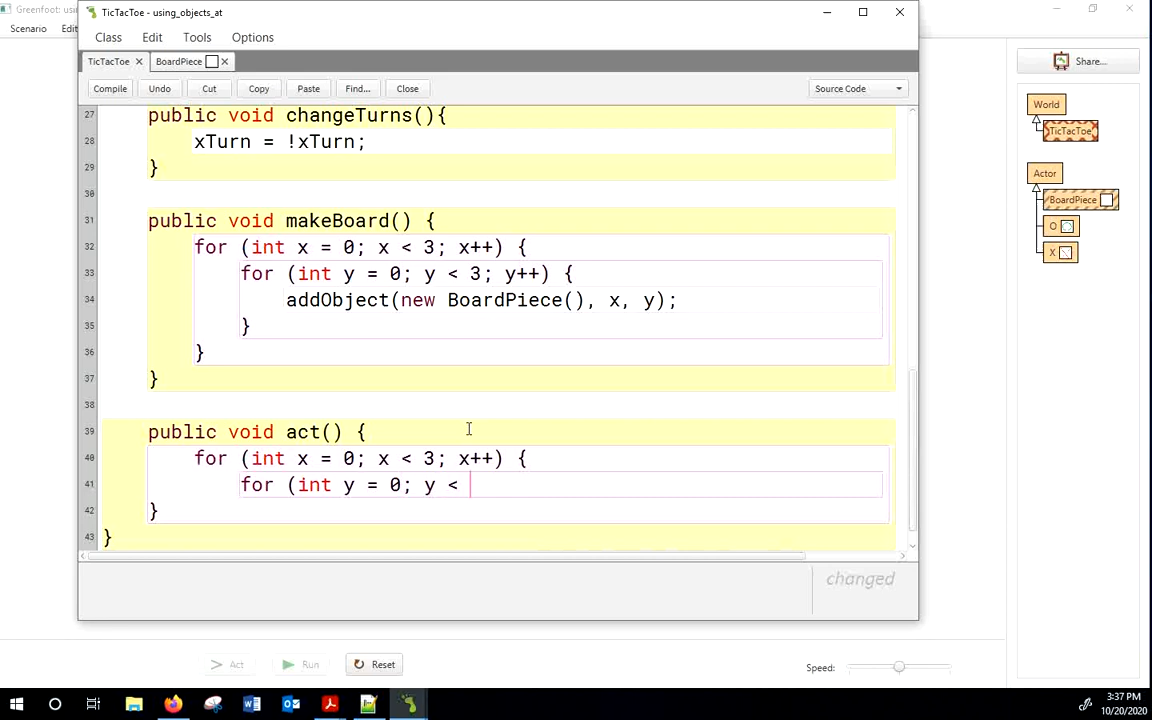 Greenfoot: usi
TicTacToe - using_objects_at
Scenario Edit
Class Edit Tools Options
TicTacToe × BoardPiece ×
Compile Undo Cut Copy Paste Find... Close Source Code
27 public void changeTurns(){
28 xTurn = !xTurn;
29 }
30
31 public void makeBoard() {
32 for (int x = 0; x < 3; x++) {
33 for (int y = 0; y < 3; y++) {
34 addObject(new BoardPiece(), x, y);
35 }
36 }
37 }
38
39 public void act() {
40 for (int x = 0; x < 3; x++) {
41 for (int y = 0; y <
42 }
43 }
changed
Share...
World
TicTacToe
Actor
BoardPiece
O
X
> Act Run Reset Speed:
3:37 PM
10/20/2020